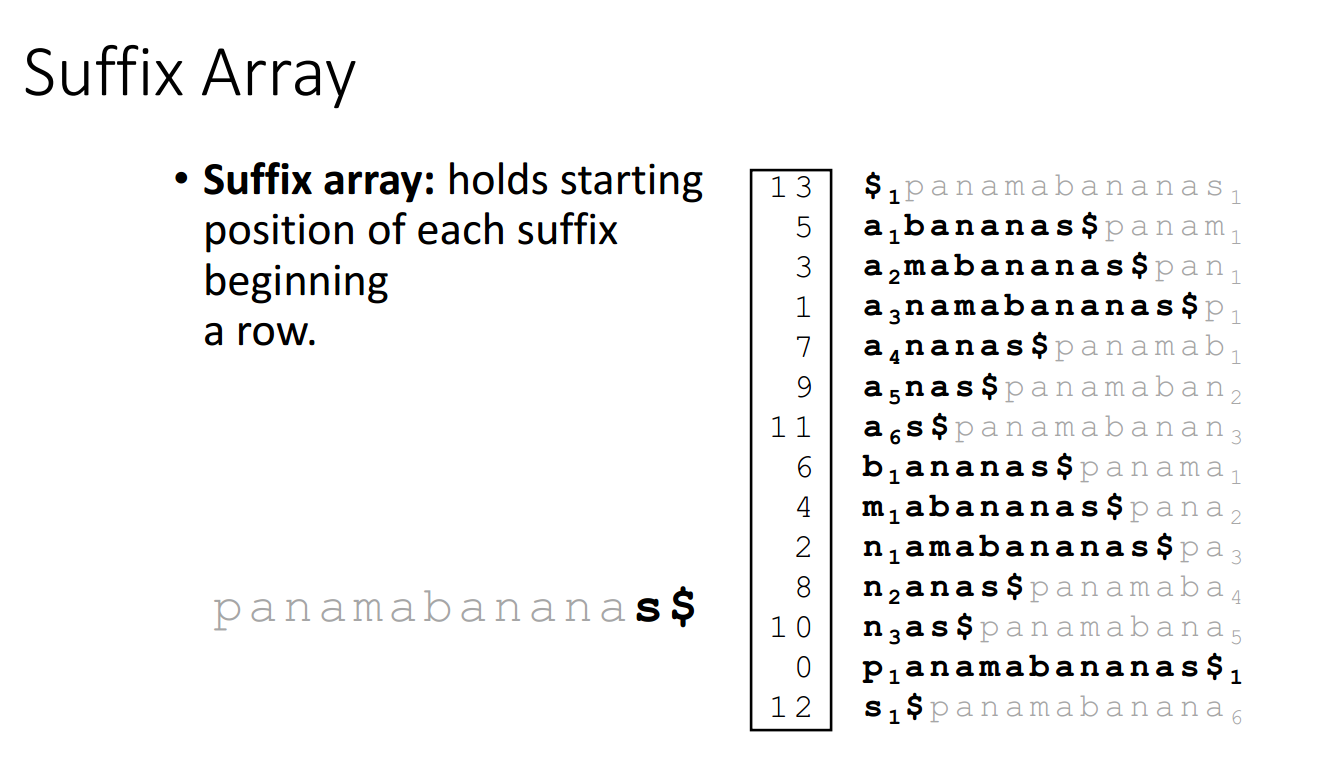 Suffix Array
• Suffix array: holds starting
position of each suffix
beginning
a row.
panamabananas$
13 $₁panamabananas₁
5 a₁bananas$panam₁
3 a₂mabananas$pan₁
1 a₃namabananas$p₁
7 a₄nanas$panamab₁
9 a₅nas$panamaban₂
11 a₆s$panamabanan₃
6 b₁ananas$panama₁
4 m₁abananas$pana₂
2 n₁amabananas$pa₃
8 n₂anas$panamaba₄
10 n₃as$panamabana₅
0 p₁anamabananas$₁
12 s₁$panamabanana₆